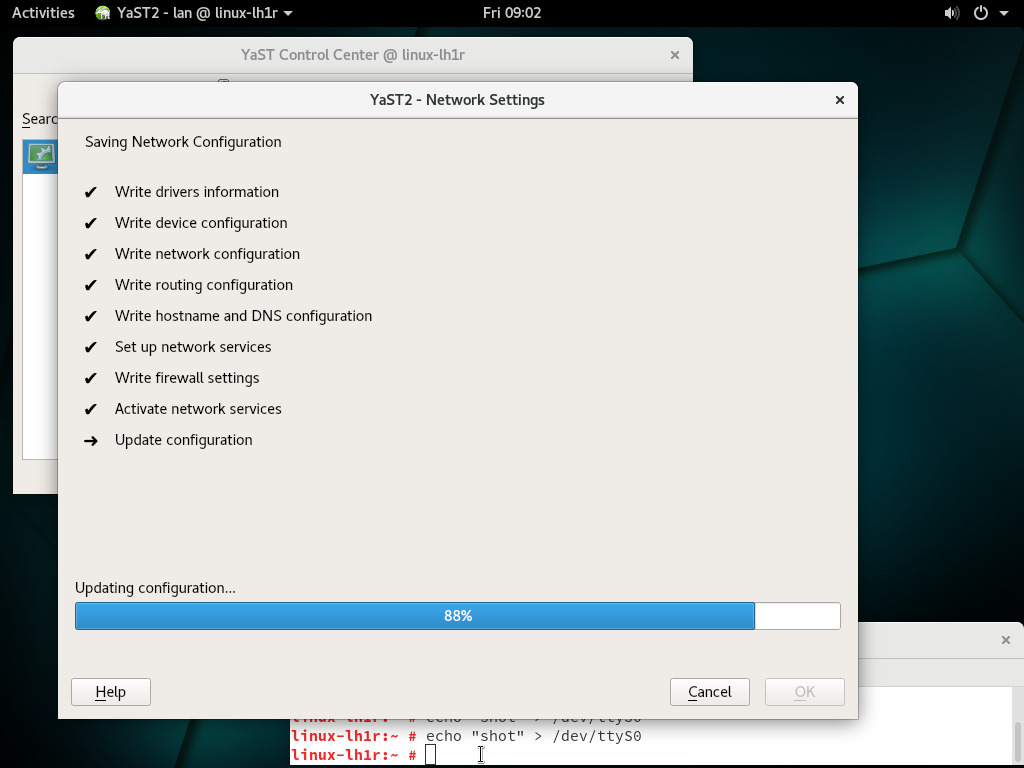 Activities YaST2 - lan @ linux-lh1r Fri 09:02
YaST Control Center @ linux-lh1r
YaST2 - Network Settings
Searc
Saving Network Configuration
✔ Write drivers information
✔ Write device configuration
✔ Write network configuration
✔ Write routing configuration
✔ Write hostname and DNS configuration
✔ Set up network services
✔ Write firewall settings
✔ Activate network services
➔ Update configuration
Updating configuration...
88%
Help Cancel OK
linux-lh1r:~ # echo "shot" > /dev/ttyS0
linux-lh1r:~ # echo "shot" > /dev/ttyS0
linux-lh1r:~ #